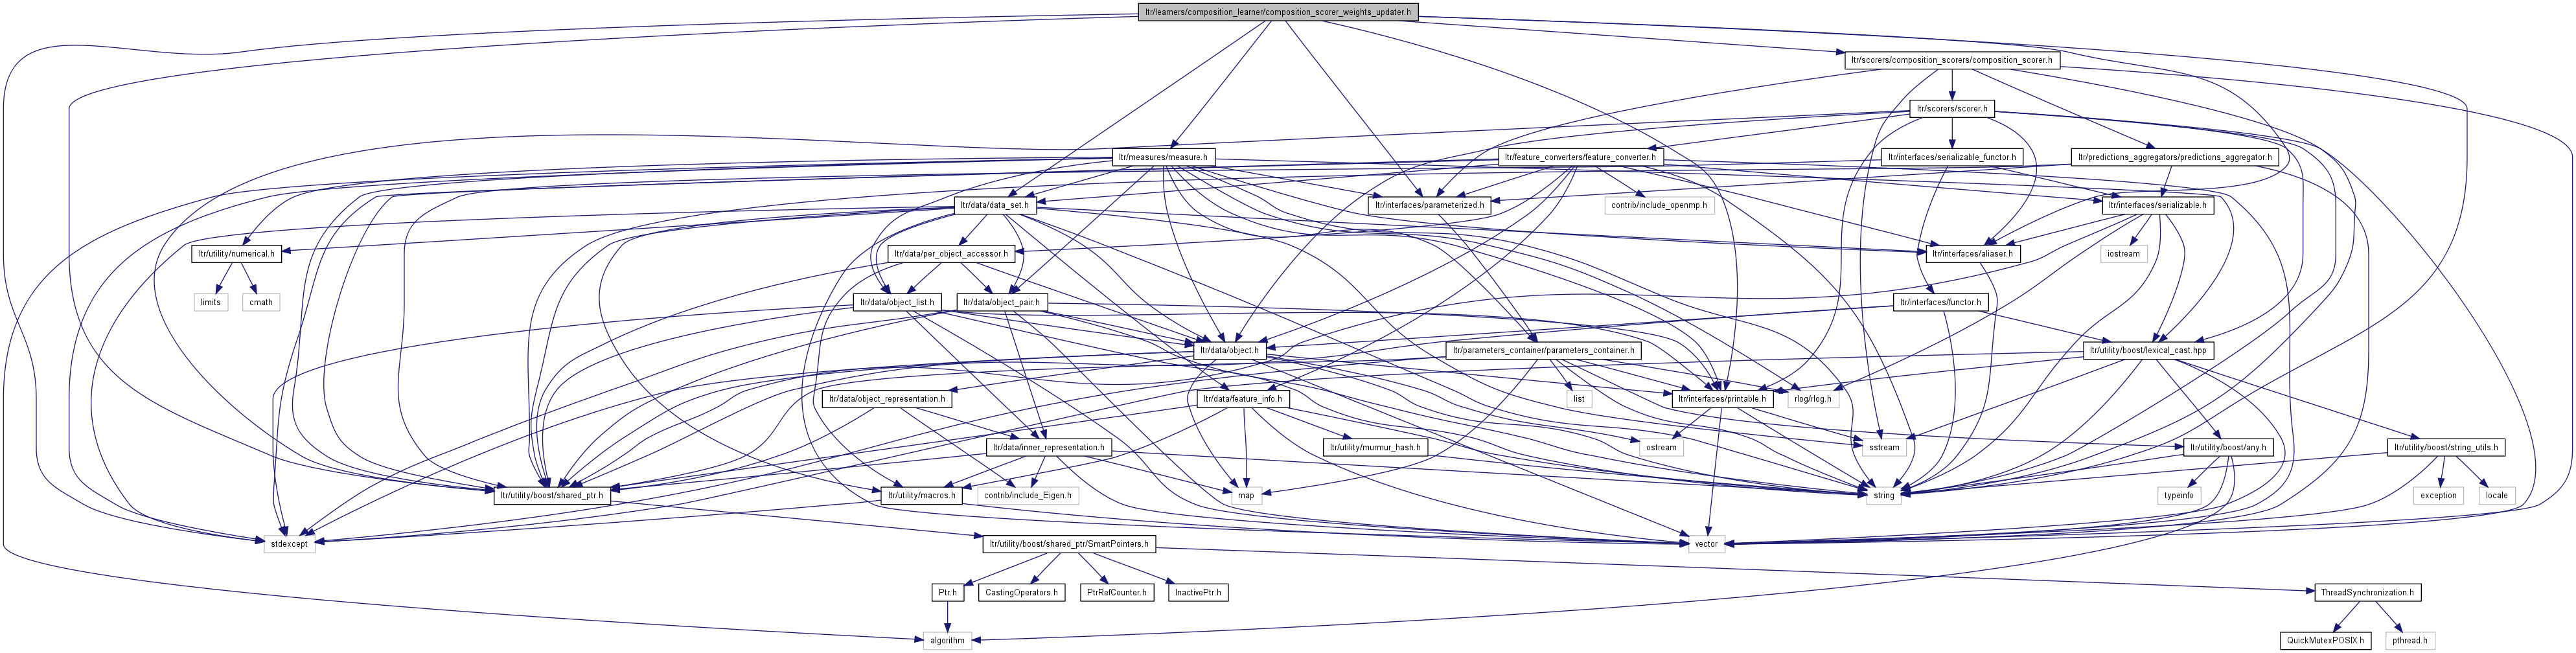 ltr/learners/composition_learner/composition_scorer_weights_updater.h
ltr/scorers/composition_scorers/composition_scorer.h
ltr/scorers/scorer.h
ltr/measures/measure.h
ltr/feature_converters/feature_converter.h
ltr/interfaces/serializable_functor.h
ltr/predictions_aggregators/predictions_aggregator.h
ltr/data/data_set.h
ltr/interfaces/parameterized.h
contrib/include_openmp.h
ltr/interfaces/serializable.h
ltr/utility/numerical.h
ltr/data/per_object_accessor.h
ltr/interfaces/aliaser.h
iostream
limits
cmath
ltr/data/object_list.h
ltr/data/object_pair.h
ltr/interfaces/functor.h
ltr/data/object.h
ltr/parameters_container/parameters_container.h
ltr/utility/boost/lexical_cast.hpp
ltr/data/object_representation.h
ltr/data/feature_info.h
list
ltr/interfaces/printable.h
rlog/rlog.h
ltr/data/inner_representation.h
ltr/utility/murmur_hash.h
ostream
sstream
ltr/utility/boost/any.h
ltr/utility/boost/string_utils.h
ltr/utility/boost/shared_ptr.h
ltr/utility/macros.h
contrib/include_Eigen.h
map
string
typeinfo
exception
locale
stdexcept
ltr/utility/boost/shared_ptr/SmartPointers.h
vector
Ptr.h
CastingOperators.h
PtrRefCounter.h
InactivePtr.h
ThreadSynchronization.h
algorithm
QuickMutexPOSIX.h
pthread.h